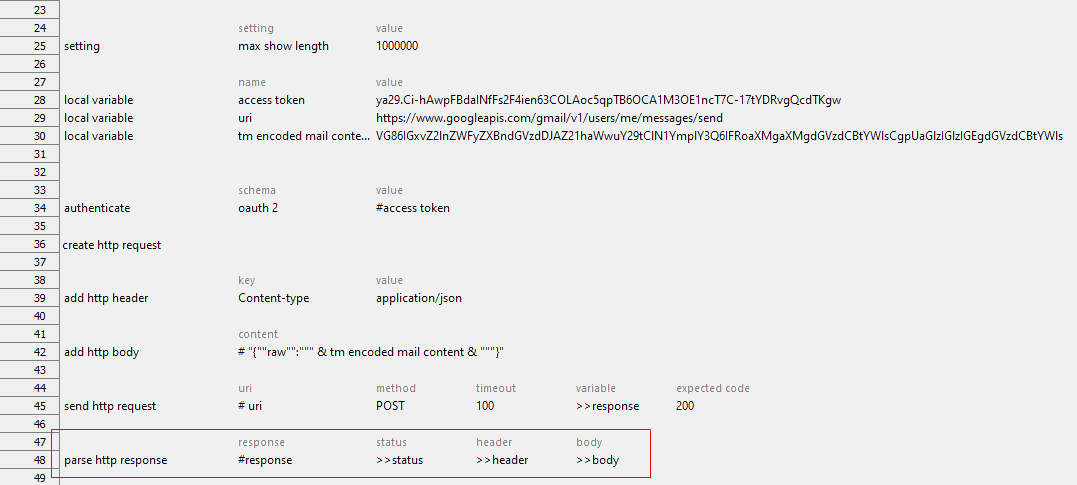 23
24 setting value
25 setting max show length 1000000
26
27 name value
28 local variable access token ya29.Ci-hAwpFBdalNfFs2F4ien63COLAoc5qpTB6OCA1M3OE1ncT7C-17tYDRvgQcdTKgw
29 local variable uri https://www.googleapis.com/gmail/v1/users/me/messages/send
30 local variable tm encoded mail conte... VG86IGxvZ2lnZWFyZXBndGVzdDJAZ21haWwuY29tClN1YmplY3Q6IFRoaXMgaXMgdGVzdCBtYWlsCgpUaGlzIGlzIGEgdGVzdCBtYWls
31
32
33 schema value
34 authenticate oauth 2 #access token
35
36 create http request
37
38 key value
39 add http header Content-type application/json
40
41 content
42 add http body # "{""raw"":""" & tm encoded mail content & """}"
43
44 uri method timeout variable expected code
45 send http request # uri POST 100 >>response 200
46
47 response status header body
48 parse http response #response >>status >>header >>body
49